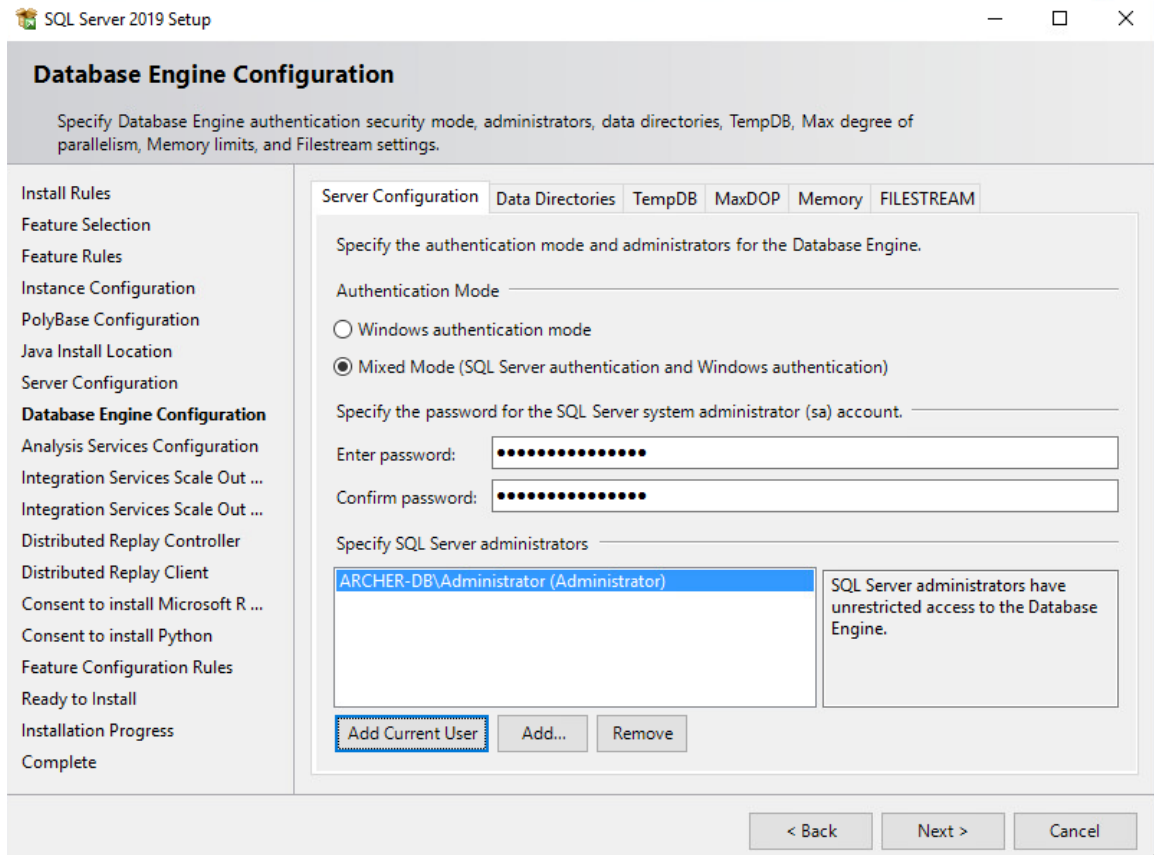 SQL Server 2019 Setup
Database Engine Configuration
Specify Database Engine authentication security mode, administrators, data directories, TempDB, Max degree of
parallelism, Memory limits, and Filestream settings.
Install Rules
Feature Selection
Feature Rules
Instance Configuration
PolyBase Configuration
Java Install Location
Server Configuration
Database Engine Configuration
Analysis Services Configuration
Integration Services Scale Out ...
Integration Services Scale Out ...
Distributed Replay Controller
Distributed Replay Client
Consent to install Microsoft R ...
Consent to install Python
Feature Configuration Rules
Ready to Install
Installation Progress
Complete
Server Configuration Data Directories TempDB MaxDOP Memory FILESTREAM
Specify the authentication mode and administrators for the Database Engine.
Authentication Mode
Windows authentication mode
Mixed Mode (SQL Server authentication and Windows authentication)
Specify the password for the SQL Server system administrator (sa) account.
Enter password: ●●●●●●●●●●●●●●●
Confirm password: ●●●●●●●●●●●●●●●
Specify SQL Server administrators
ARCHER-DB\Administrator (Administrator)
SQL Server administrators have
unrestricted access to the Database
Engine.
Add Current User Add... Remove
< Back Next > Cancel